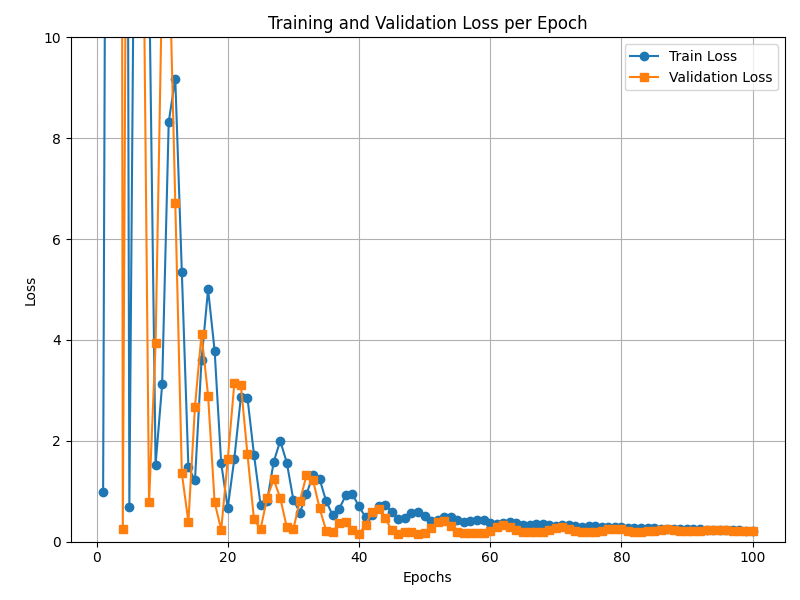 Training and Validation Loss per Epoch
Train Loss
Validation Loss
10
8
6
4
2
0
Loss
0 20 40 60 80 100
Epochs